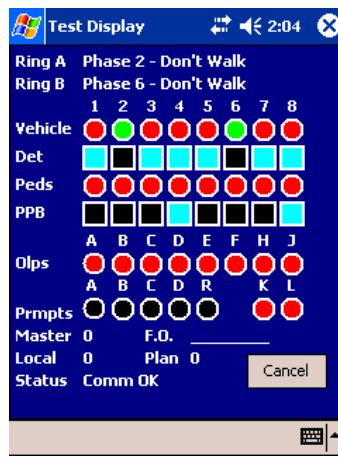 Test Display 2:04
Ring A Phase 2 - Don't Walk
Ring B Phase 6 - Don't Walk
1 2 3 4 5 6 7 8
Vehicle
Det
Peds
PPB
A B C D E F H J
Olps
A B C D R K L
Prmpts
Master 0 F.O.
Local 0 Plan 0
Cancel
Status Comm OK